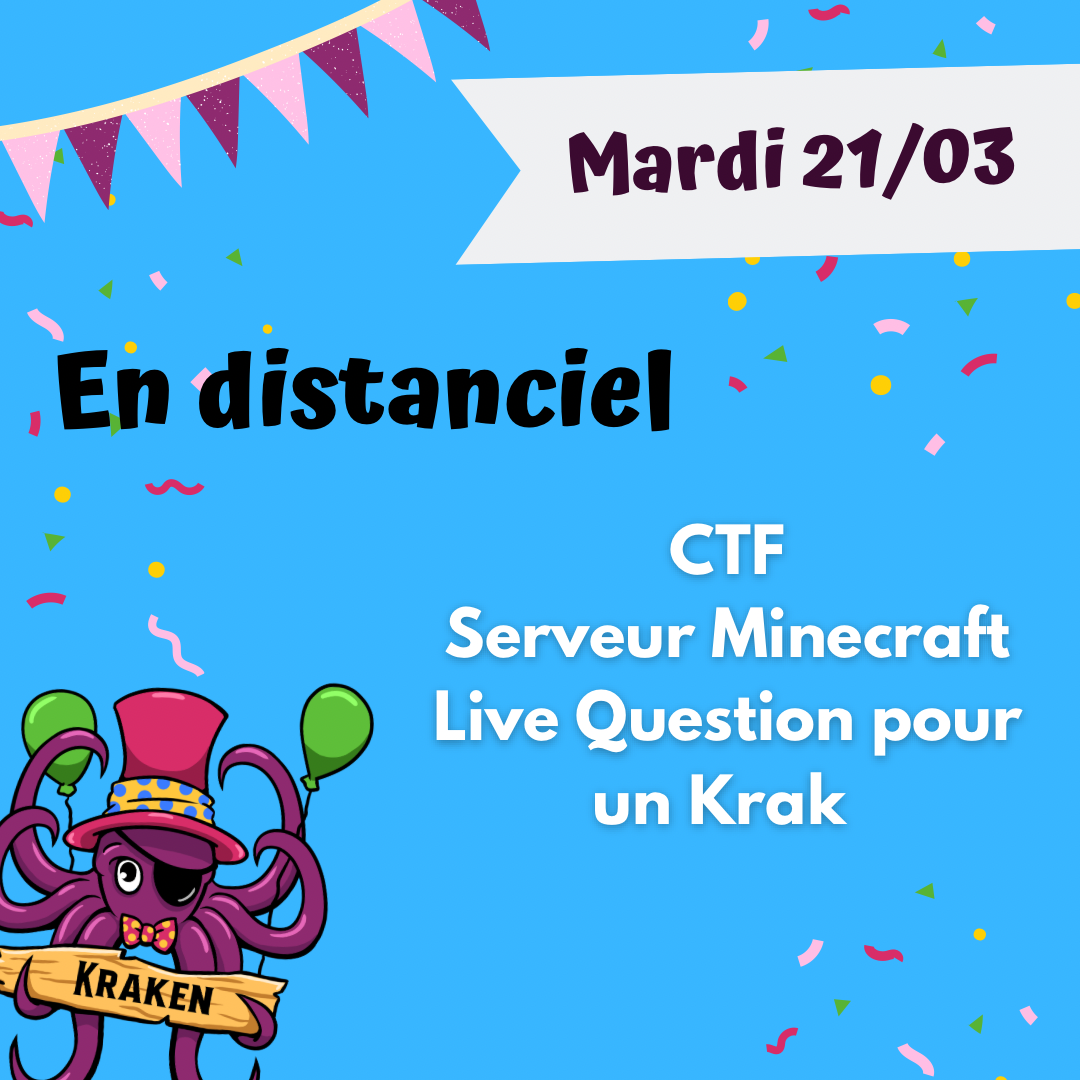 Mardi 21/03
En distanciel
CTF
Serveur Minecraft
Live Question pour
un Krak
KRAKEN